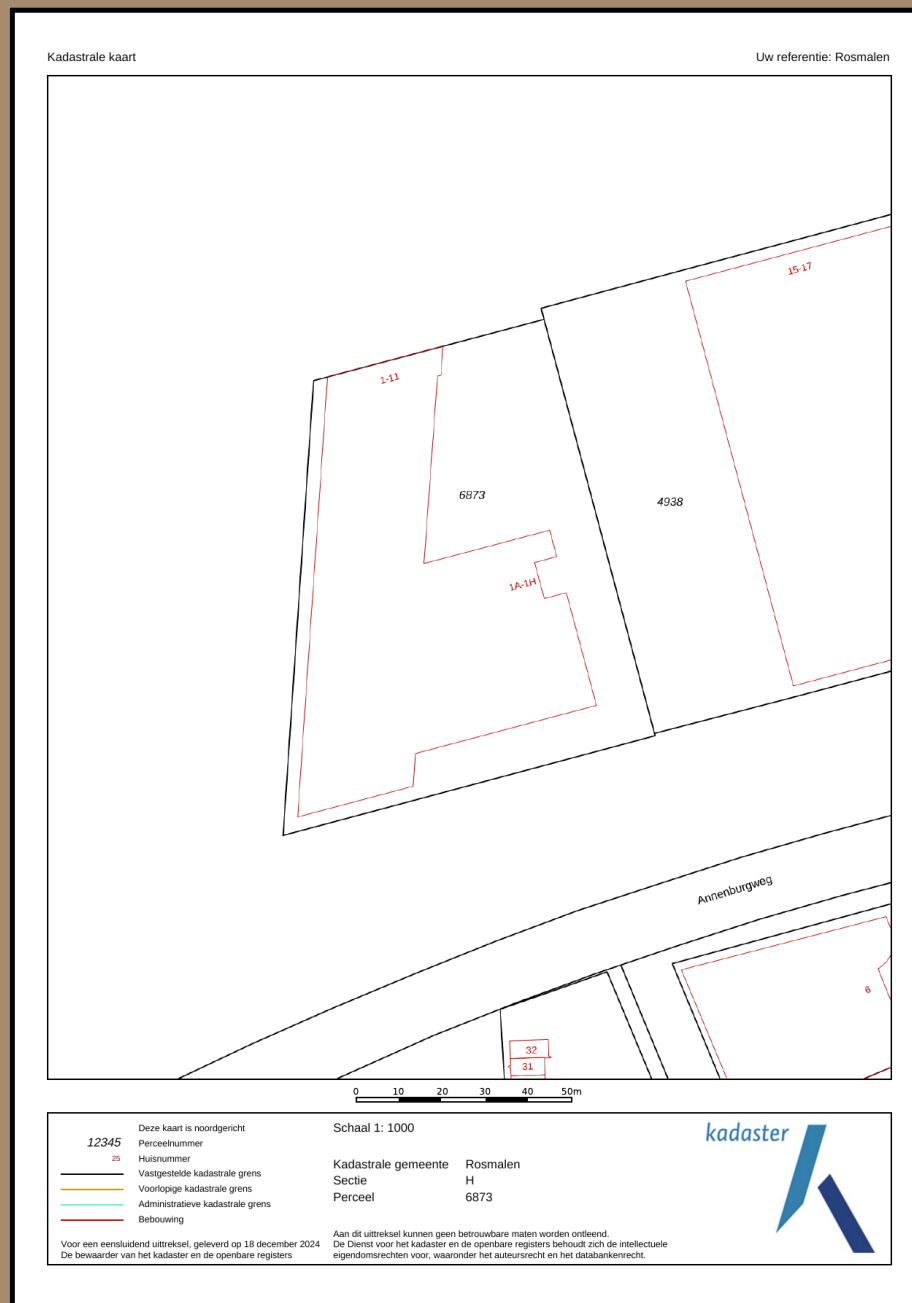 Kadastrale kaart
Uw referentie: Rosmalen
15-17
1-11
6873
4938
1A-1H
Annenburgweg
6
32
31
0 10 20 30 40 50m
Deze kaart is noordgericht
12345 Perceelnummer
25 Huisnummer
Vastgestelde kadastrale grens
Voorlopige kadastrale grens
Administratieve kadastrale grens
Bebouwing
Voor een eensluidend uittreksel, geleverd op 18 december 2024
De bewaarder van het kadaster en de openbare registers
Schaal 1: 1000
Kadastrale gemeente Rosmalen
Sectie H
Perceel 6873
Aan dit uittreksel kunnen geen betrouwbare maten worden ontleend.
De Dienst voor het kadaster en de openbare registers behoudt zich de intellectuele
eigendomsrechten voor, waaronder het auteursrecht en het databankenrecht.
kadaster